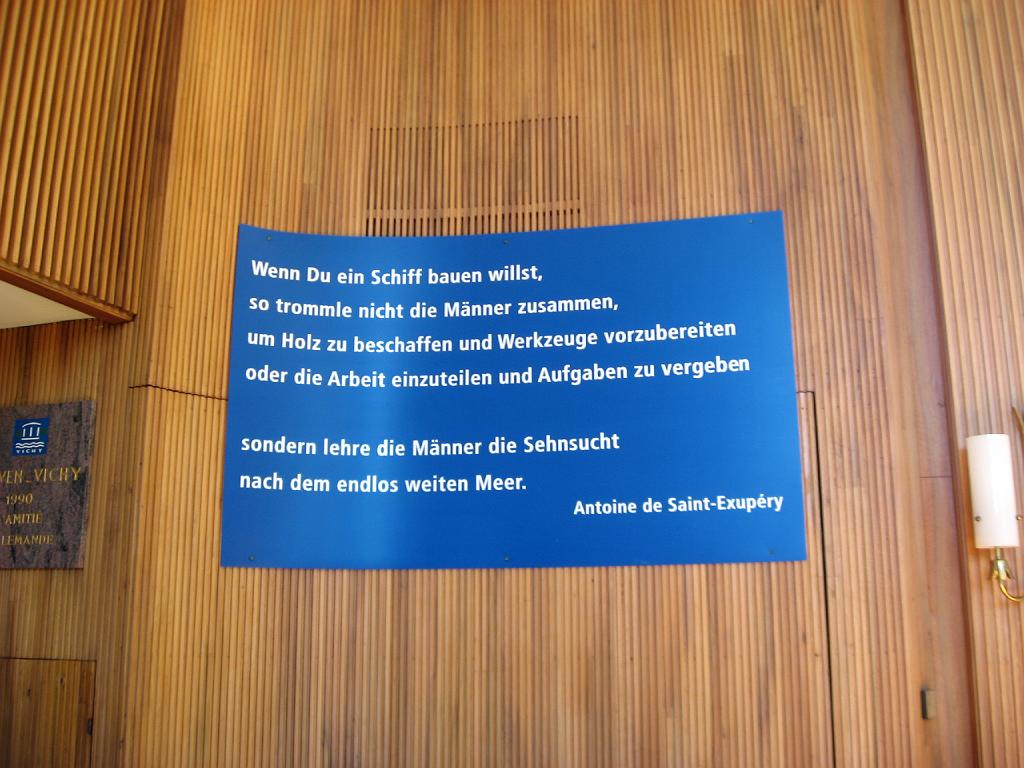 Wenn Du ein Schiff bauen willst,
so trommle nicht die Männer zusammen,
um Holz zu beschaffen und Werkzeuge vorzubereiten
oder die Arbeit einzuteilen und Aufgaben zu vergeben
sondern lehre die Männer die Sehnsucht
nach dem endlos weiten Meer.
Antoine de Saint-Exupéry
VICHY
VICHY
1990
AMITIE